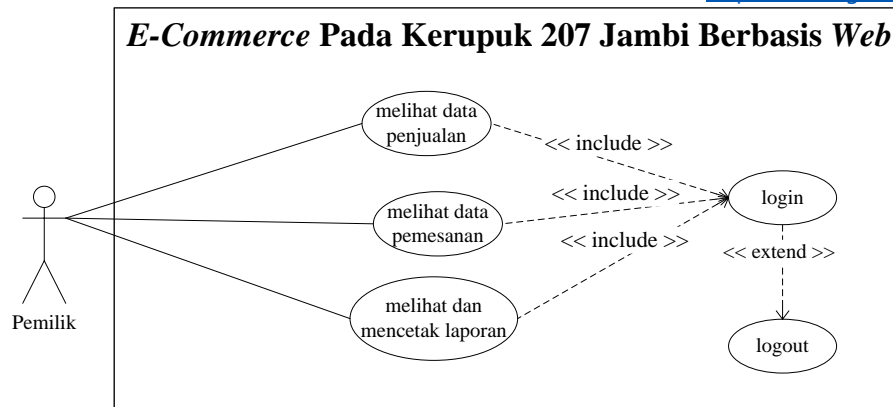 E-Commerce Pada Kerupuk 207 Jambi Berbasis Web
melihat data
penjualan
<< include >>
<< include >>
login
melihat data
pemesanan
<< include >>
<< extend >>
melihat dan
mencetak laporan
Pemilik
logout